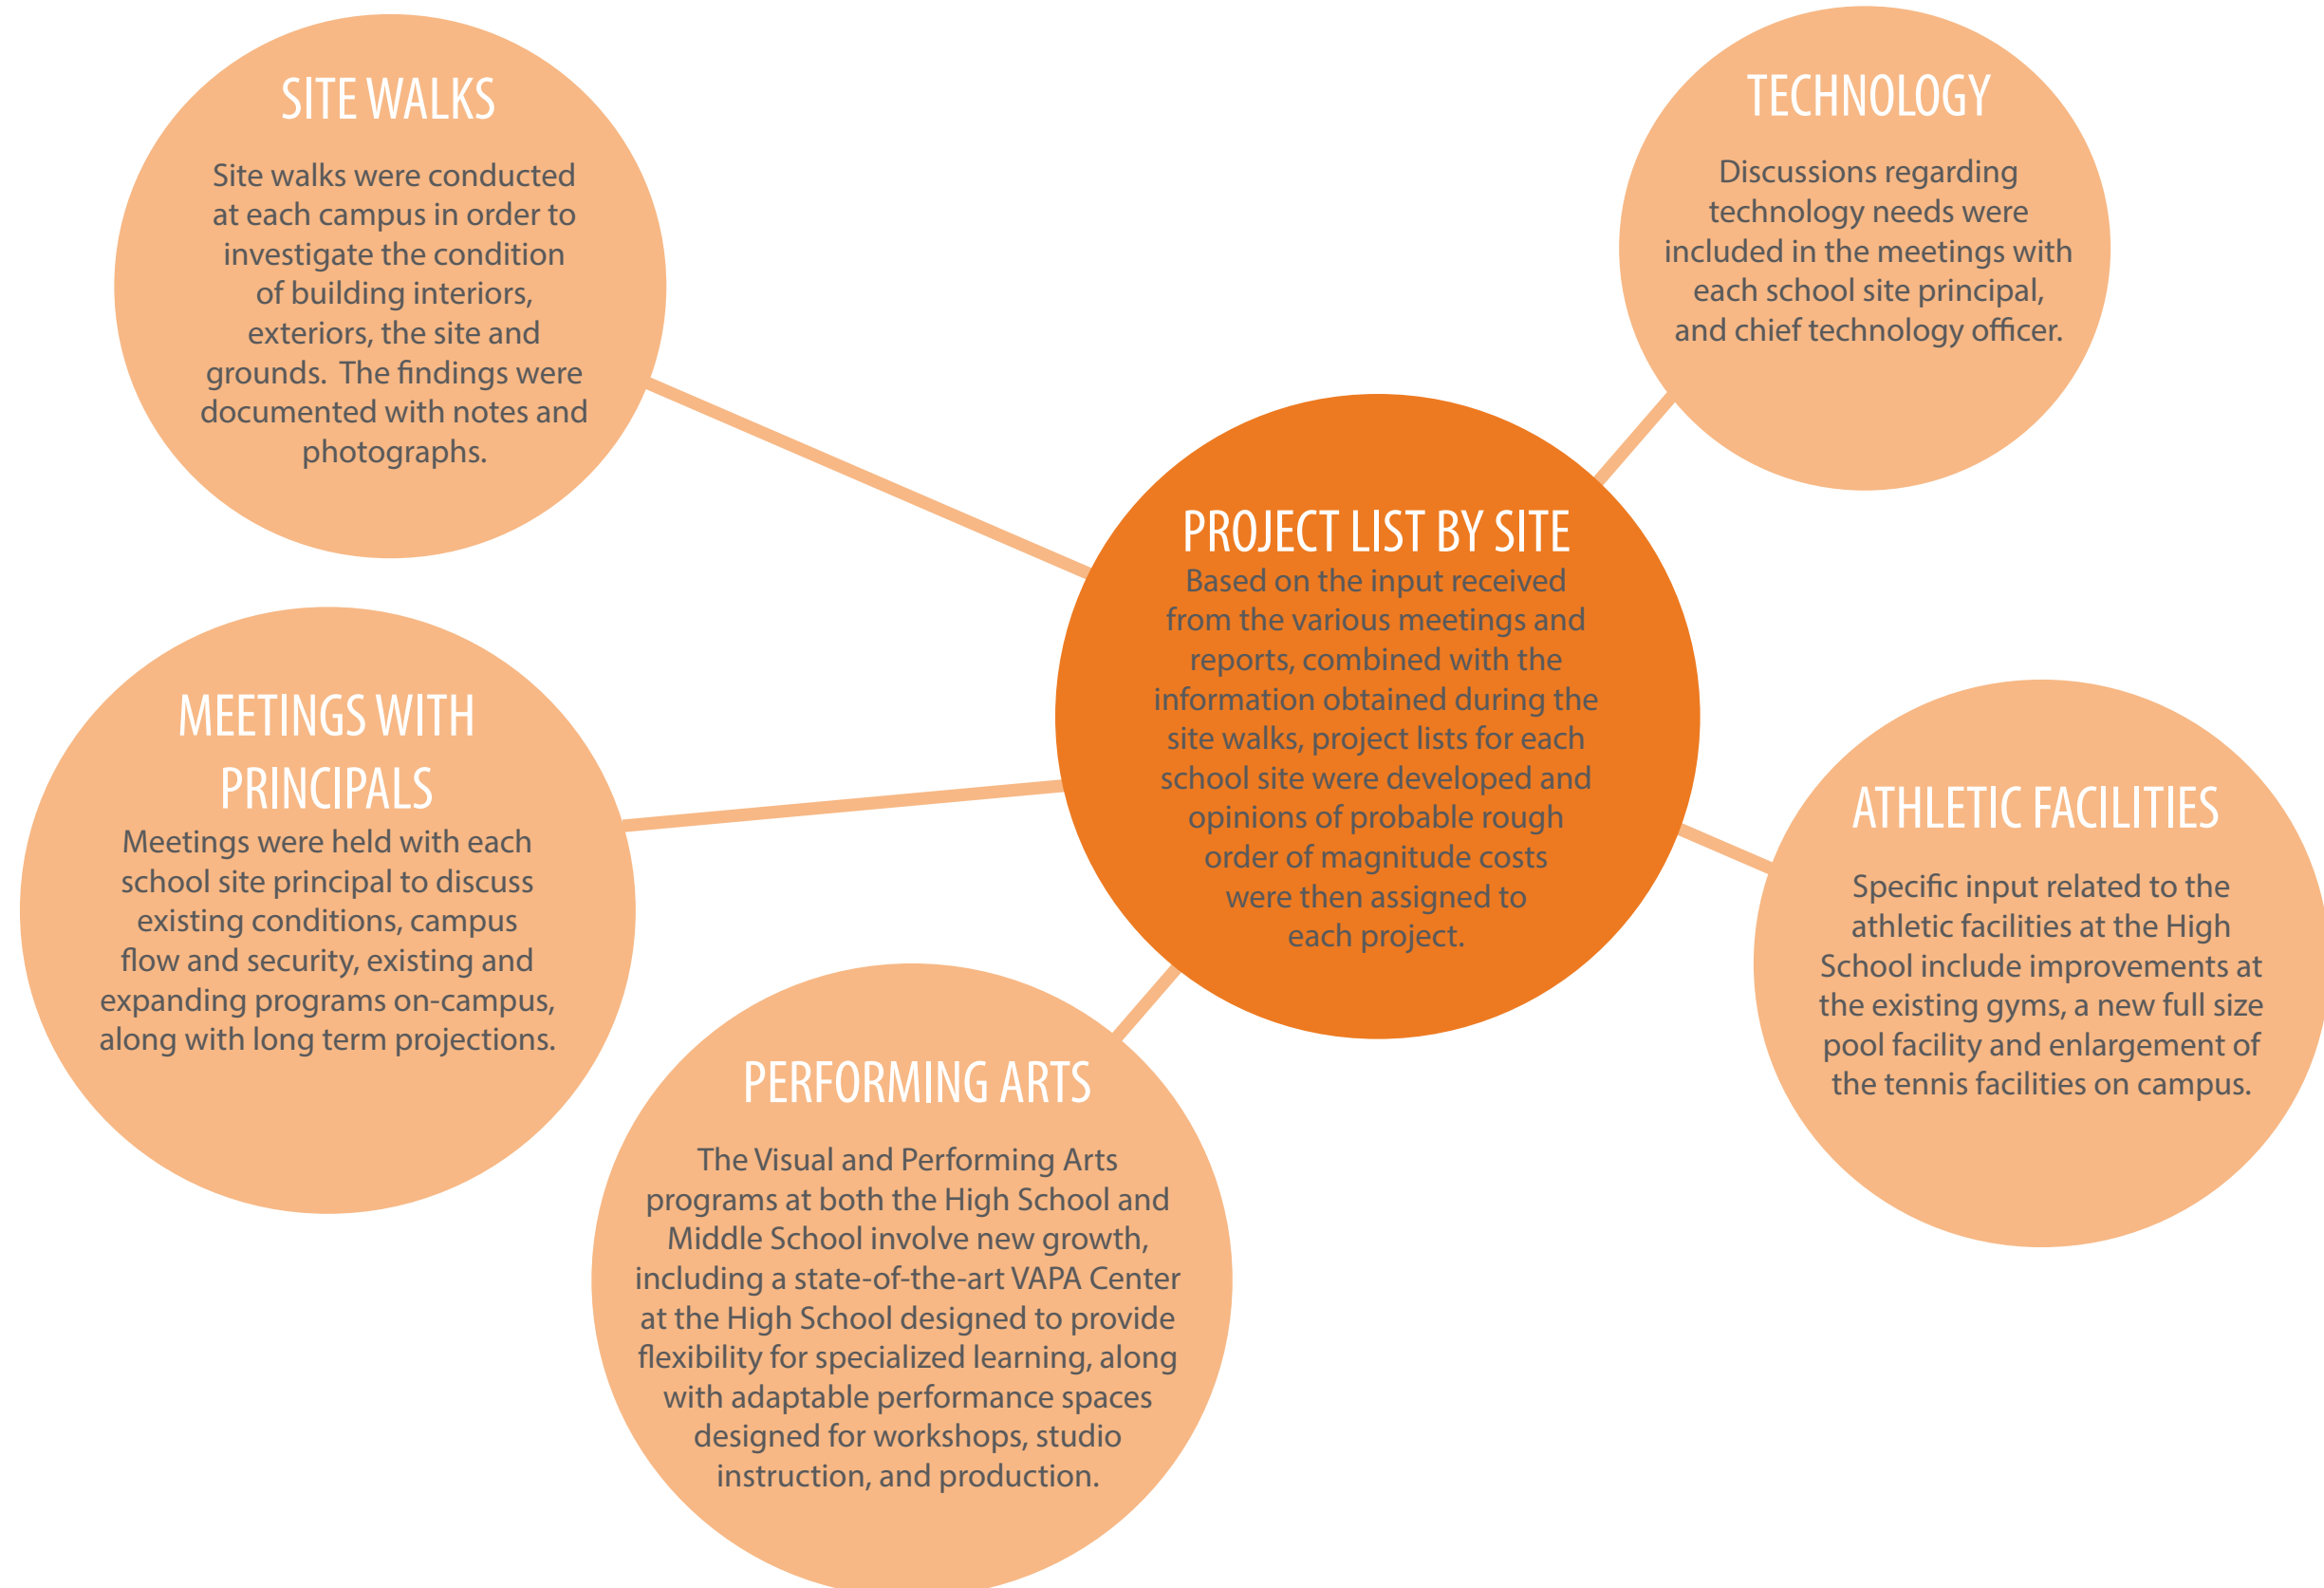 SITE WALKS
Site walks were conducted
at each campus in order to
investigate the condition
of building interiors,
exteriors, the site and
grounds.  The findings were
documented with notes and
photographs.
TECHNOLOGY
Discussions regarding
technology needs were
included in the meetings with
each school site principal,
and chief technology officer.
PROJECT LIST BY SITE
Based on the input received
from the various meetings and
reports, combined with the
information obtained during the
site walks, project lists for each
school site were developed and
opinions of probable rough
order of magnitude costs
were then assigned to
each project.
MEETINGS WITH
PRINCIPALS
Meetings were held with each
school site principal to discuss
existing conditions, campus
flow and security, existing and
expanding programs on-campus,
along with long term projections.
ATHLETIC FACILITIES
Specific input related to the
athletic facilities at the High
School include improvements at
the existing gyms, a new full size
pool facility and enlargement of
the tennis facilities on campus.
PERFORMING ARTS
The Visual and Performing Arts
programs at both the High School and
Middle School involve new growth,
including a state-of-the-art VAPA Center
at the High School designed to provide
flexibility for specialized learning, along
with adaptable performance spaces
designed for workshops, studio
instruction, and production.